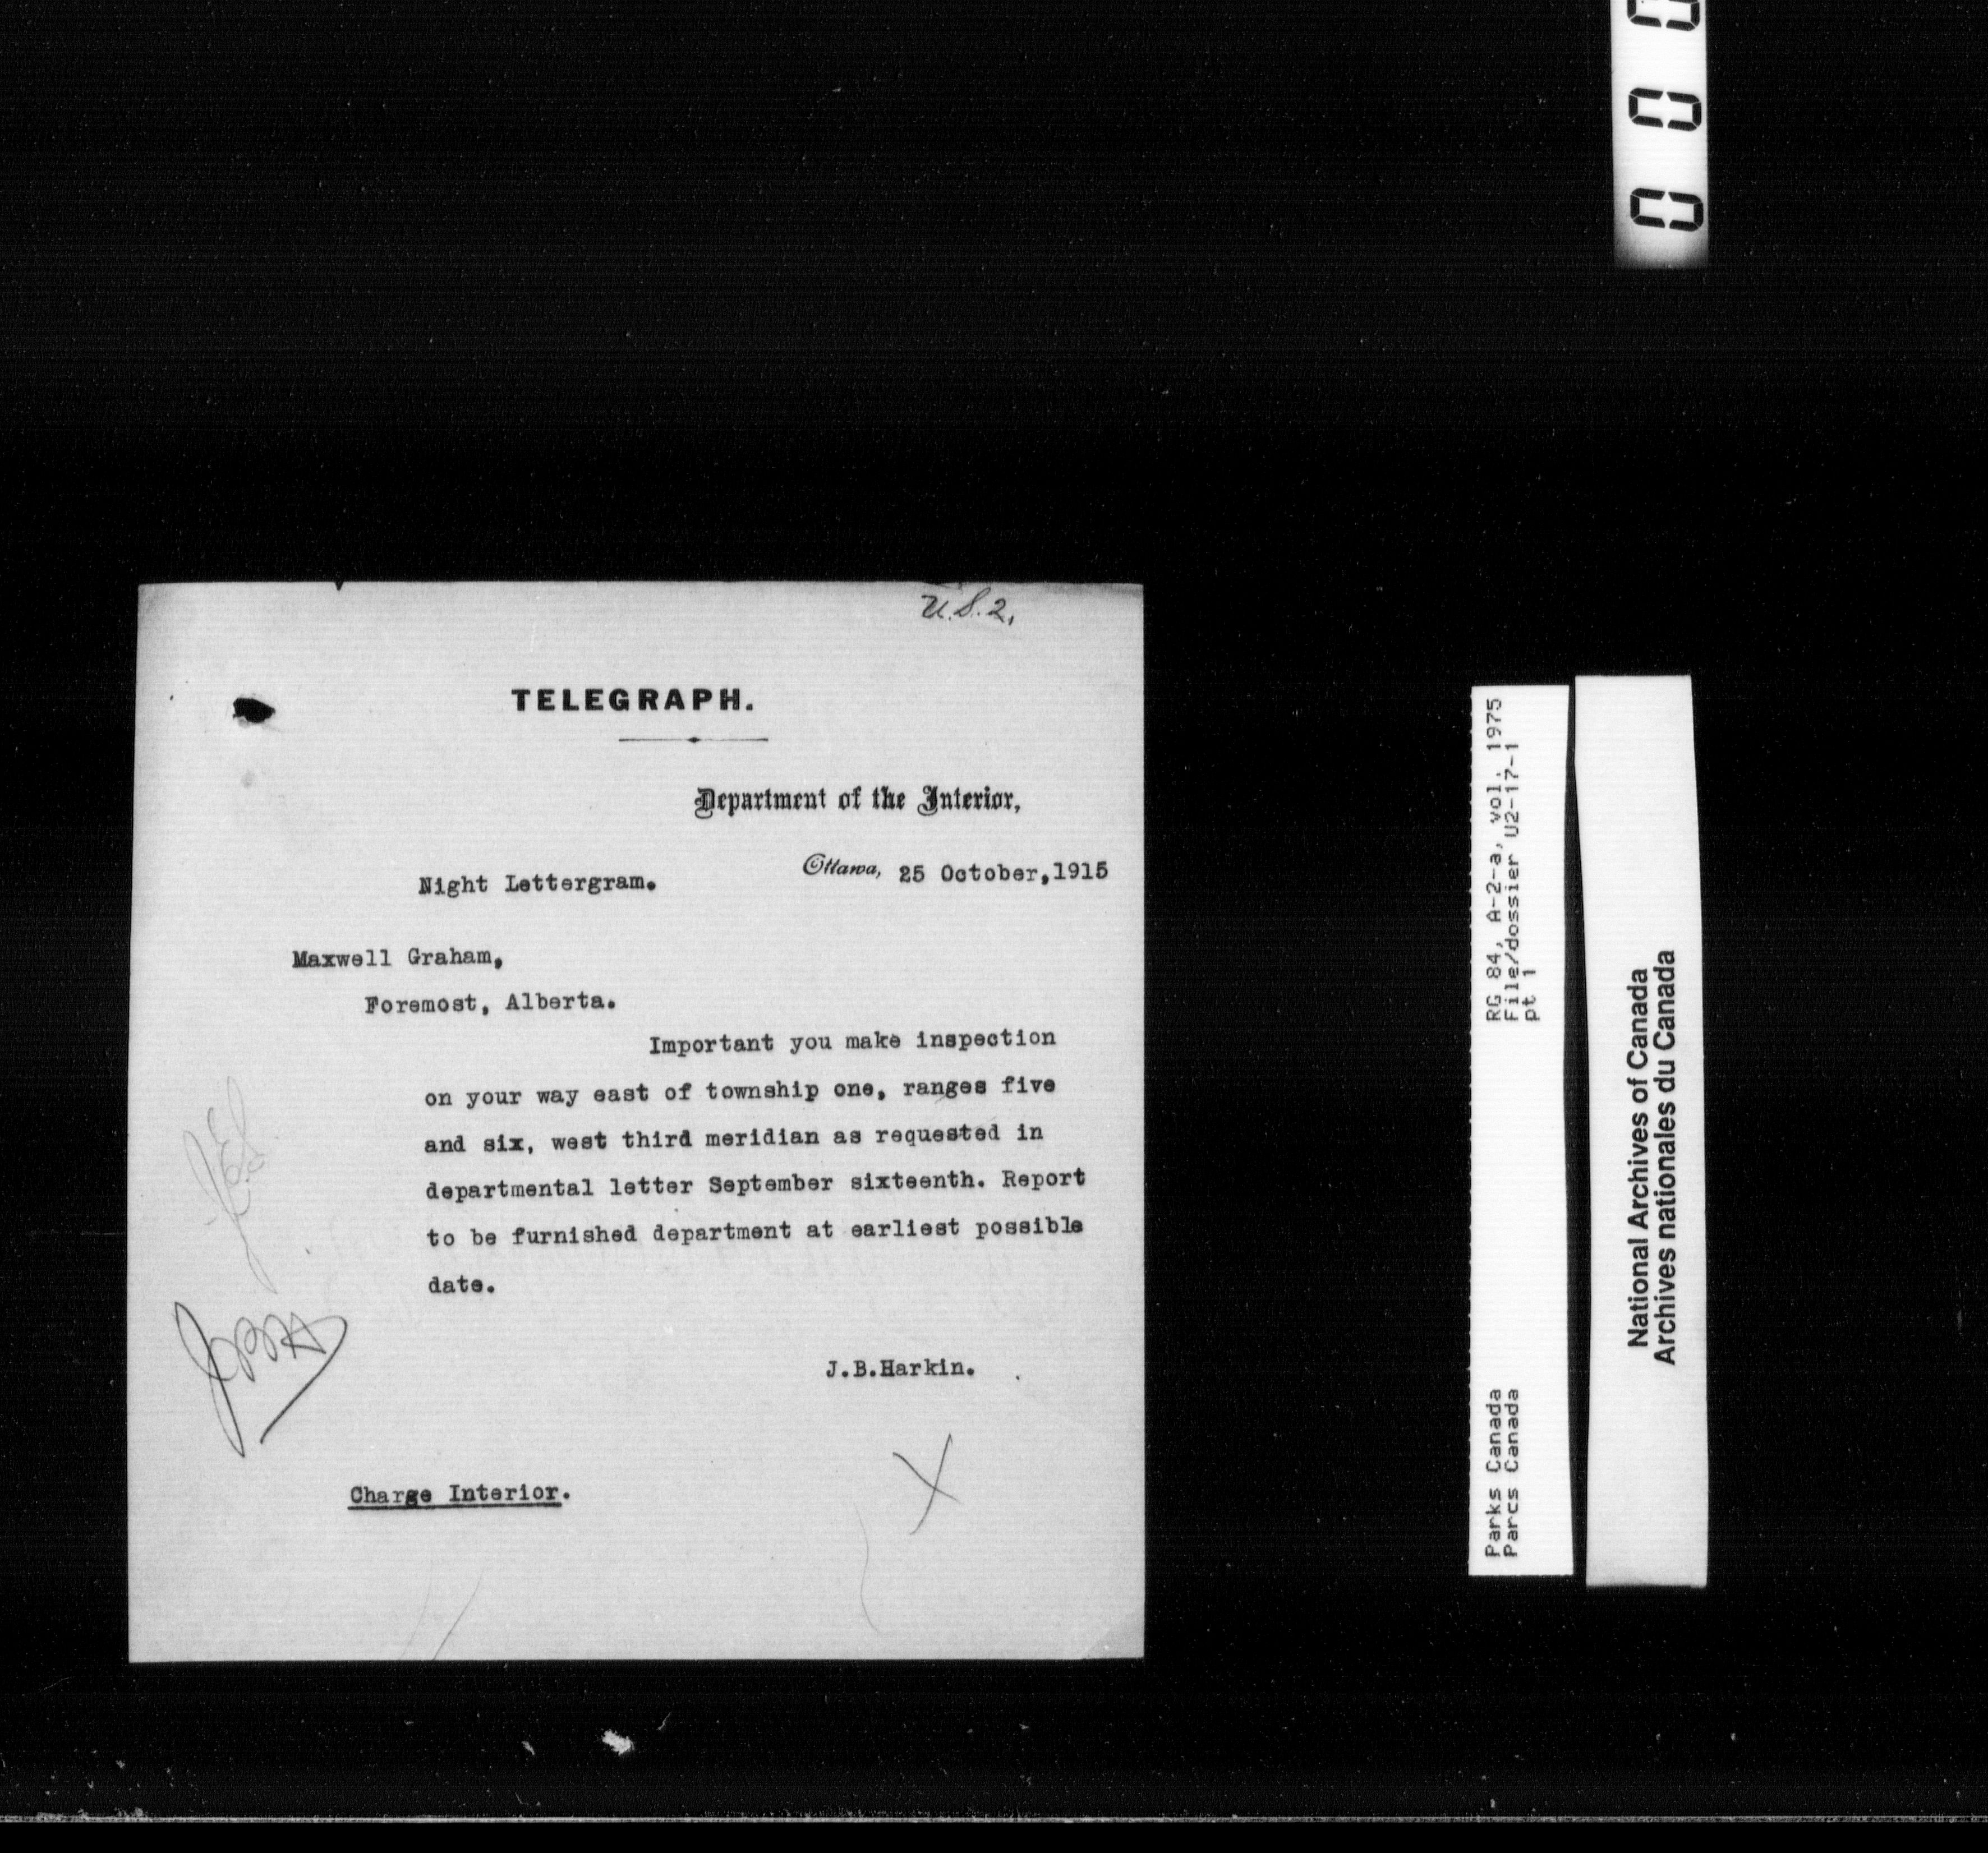 U.S.2.
TELEGRAPH.
Department of the Interior,
Ottawa, 25 October,1915
Night Lettergram.
Maxwell Graham,
Foremost, Alberta.
Important you make inspection
on your way east of township one, ranges five
and six, west third meridian as requested in
departmental letter September sixteenth. Report
to be furnished department at earliest possible
date.
J.B.Harkin.
Charge Interior.
RG 84, A-2-a, vol. 1975
File/dossier U2-17-1
pt 1
Parks Canada
Parcs Canada
National Archives of Canada
Archives nationales du Canada
0 0 0